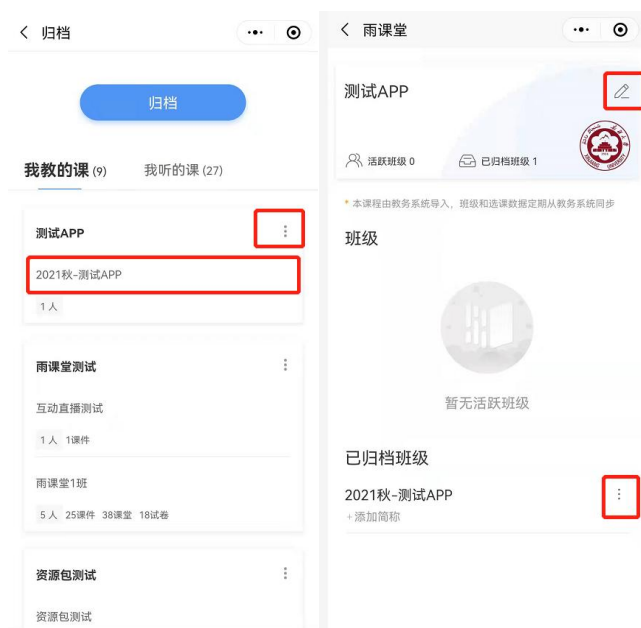 归档
归档
我教的课 (9) 我听的课 (27)
测试APP
2021秋-测试APP
1人
雨课堂测试
互动直播测试
1人 1课件
雨课堂1班
5人 25课件 38课堂 18试卷
资源包测试
资源包测试
雨课堂
测试APP
活跃班级 0 已归档班级 1
* 本课程由教务系统导入，班级和选课数据定期从教务系统同步
班级
暂无活跃班级
已归档班级
2021秋-测试APP
+添加简称